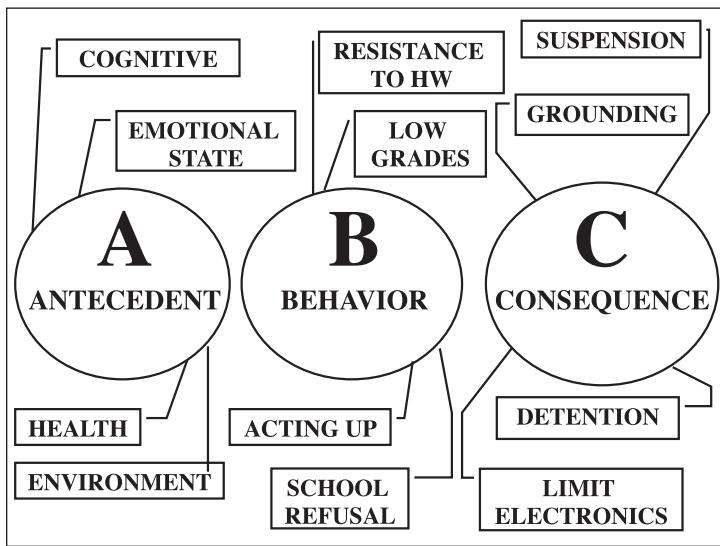 COGNITIVE
EMOTIONAL
STATE
A
ANTECEDENT
HEALTH
ENVIRONMENT
RESISTANCE
TO HW
LOW
GRADES
B
BEHAVIOR
ACTING UP
SCHOOL
REFUSAL
SUSPENSION
GROUNDING
C
CONSEQUENCE
DETENTION
LIMIT
ELECTRONICS